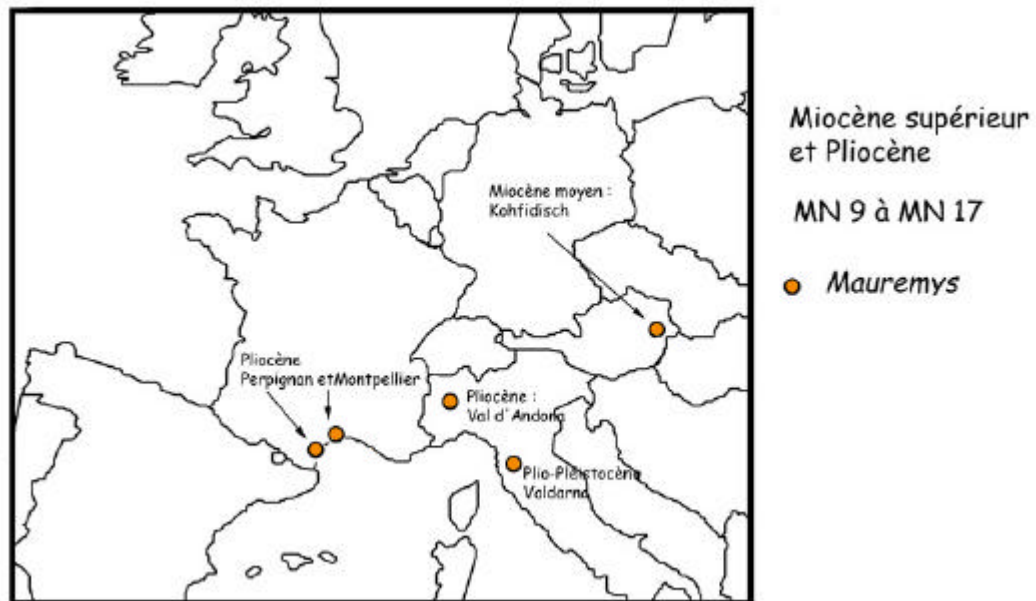 Miocène supérieur
et Pliocène
MN 9 à MN 17
Mauremys
Miocène moyen :
Kohfidisch
Pliocène
Perpignan etMontpellier
Pliocène :
Val d'Andona
Plio-Pléistocène
Valdarno